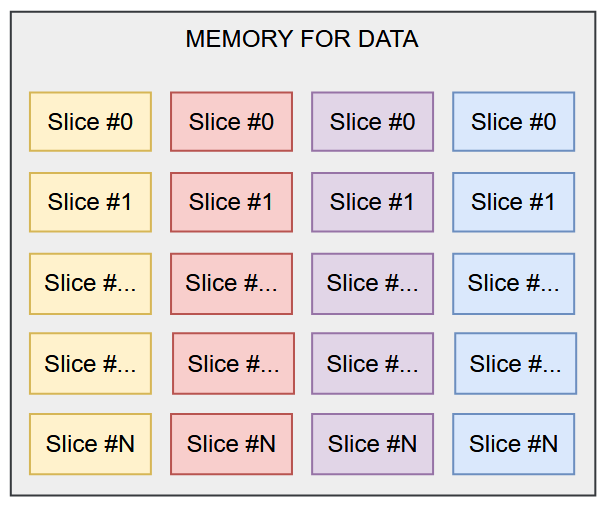 MEMORY FOR DATA
Slice #0 Slice #0 Slice #0 Slice #0
Slice #1 Slice #1 Slice #1 Slice #1
Slice #... Slice #... Slice #... Slice #...
Slice #... Slice #... Slice #... Slice #...
Slice #N Slice #N Slice #N Slice #N